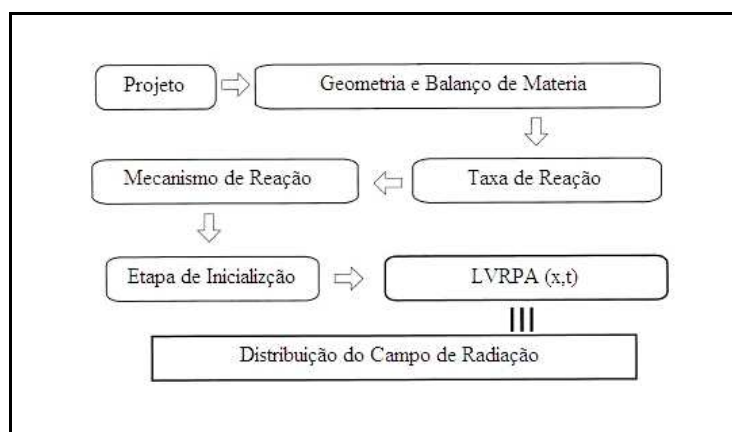 Projeto
Geometria e Balanço de Materia
Mecanismo de Reação
Taxa de Reação
Etapa de Inicializção
LVRPA (x,t)
Distribuição do Campo de Radiação